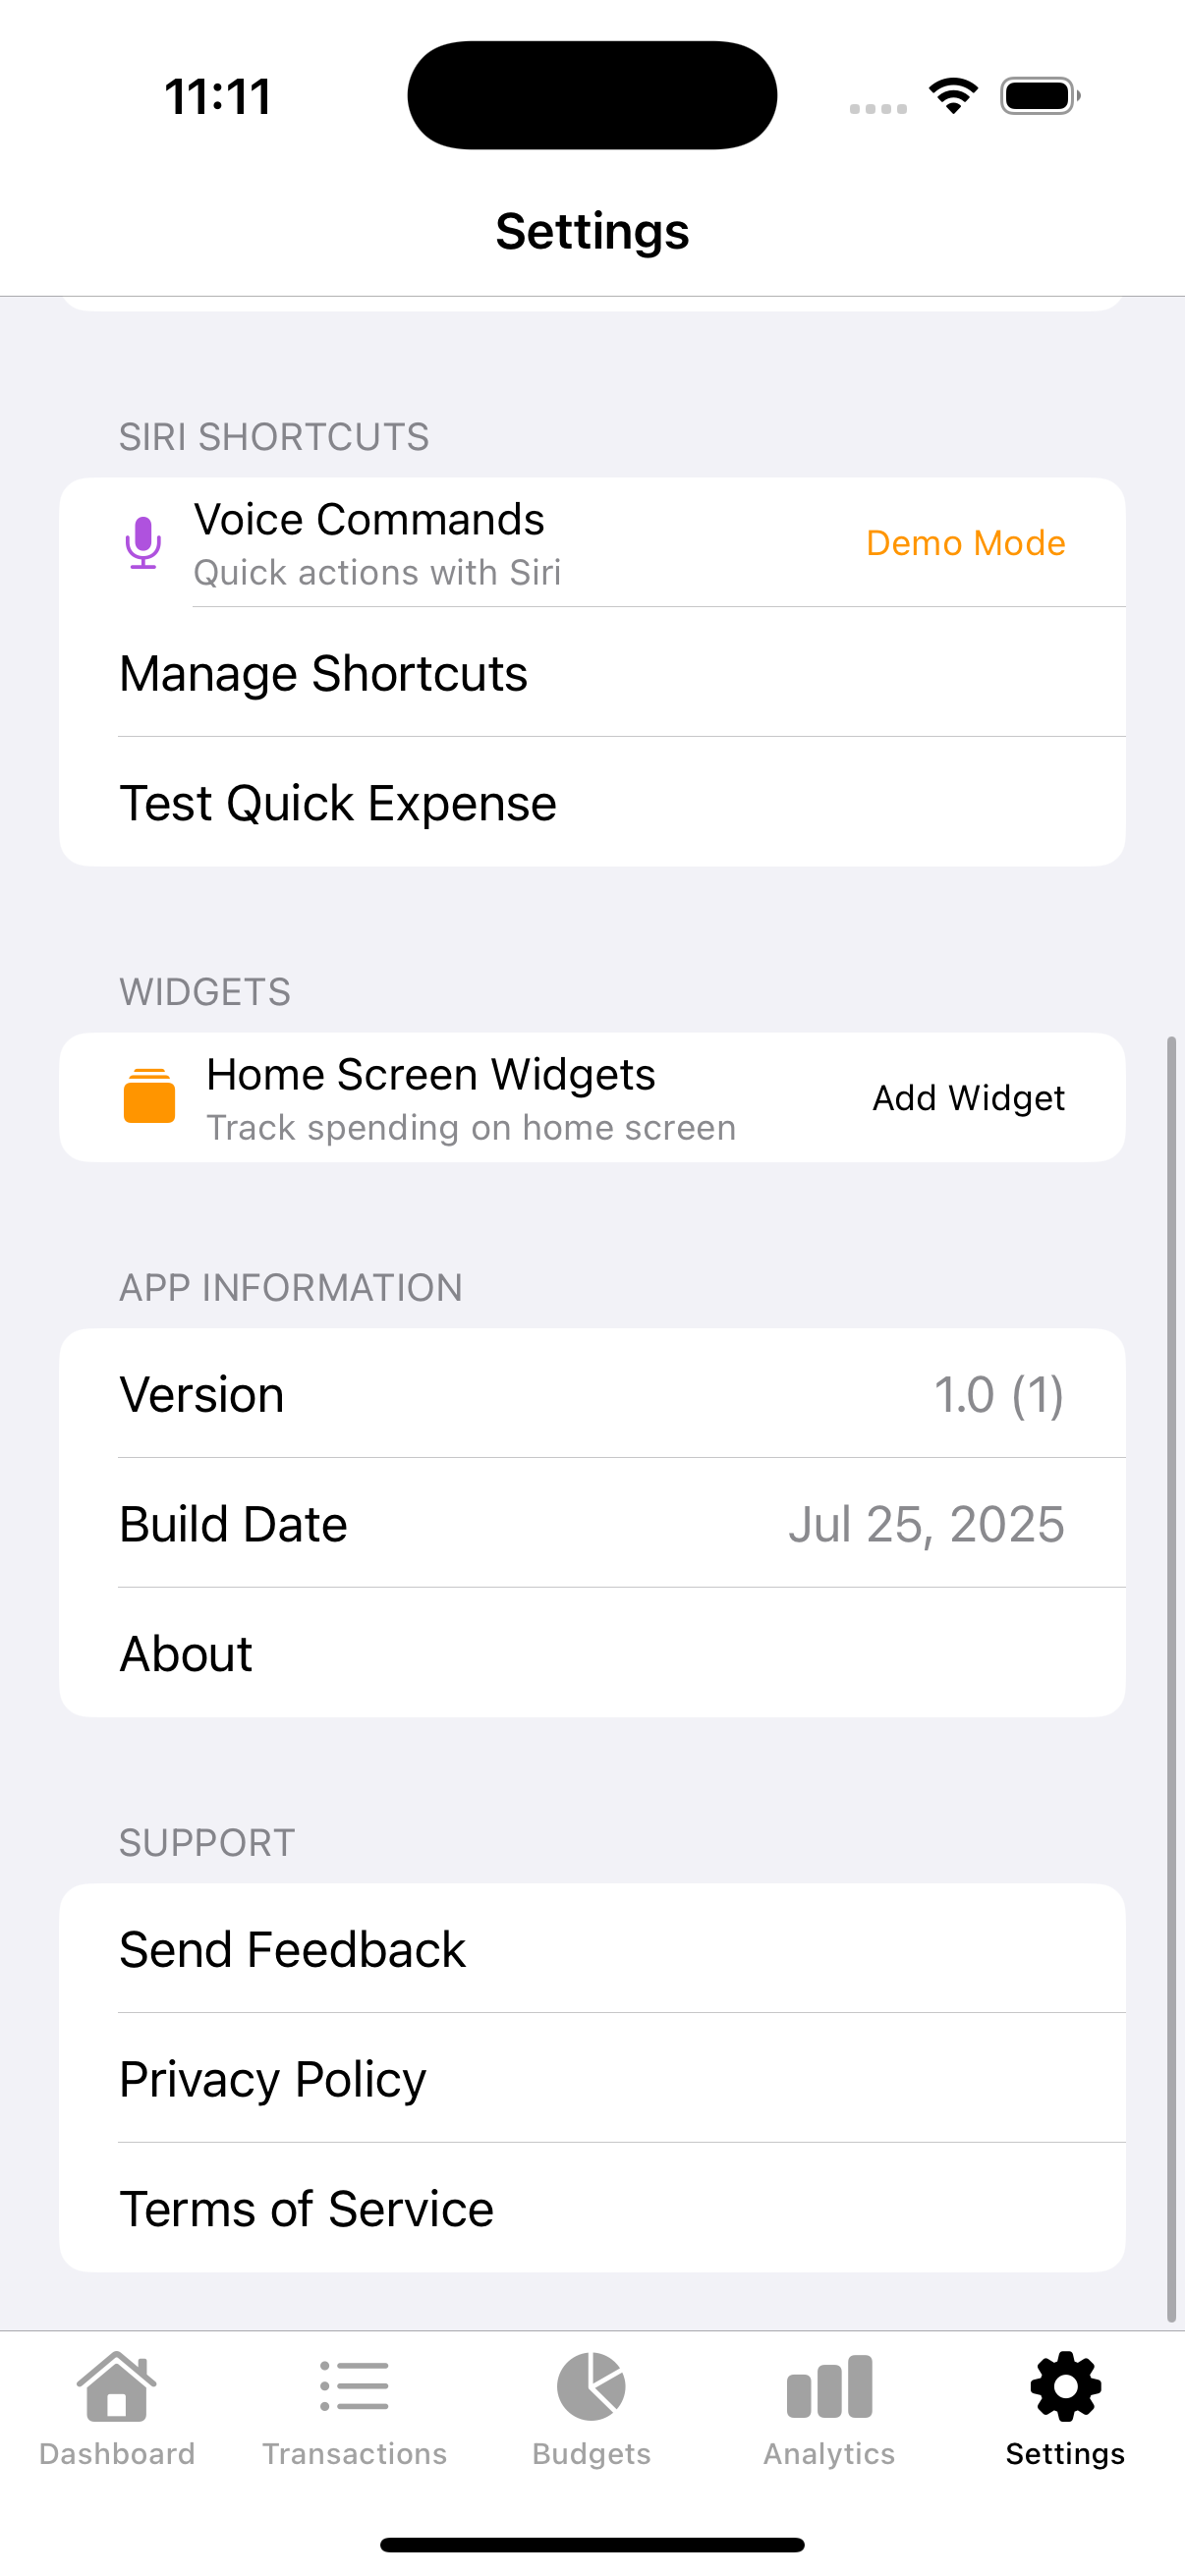 11:11
Settings
SIRI SHORTCUTS
Voice Commands
Quick actions with Siri
Demo Mode
Manage Shortcuts
Test Quick Expense
WIDGETS
Home Screen Widgets
Track spending on home screen
Add Widget
APP INFORMATION
Version 1.0 (1)
Build Date Jul 25, 2025
About
SUPPORT
Send Feedback
Privacy Policy
Terms of Service
Dashboard Transactions Budgets Analytics Settings